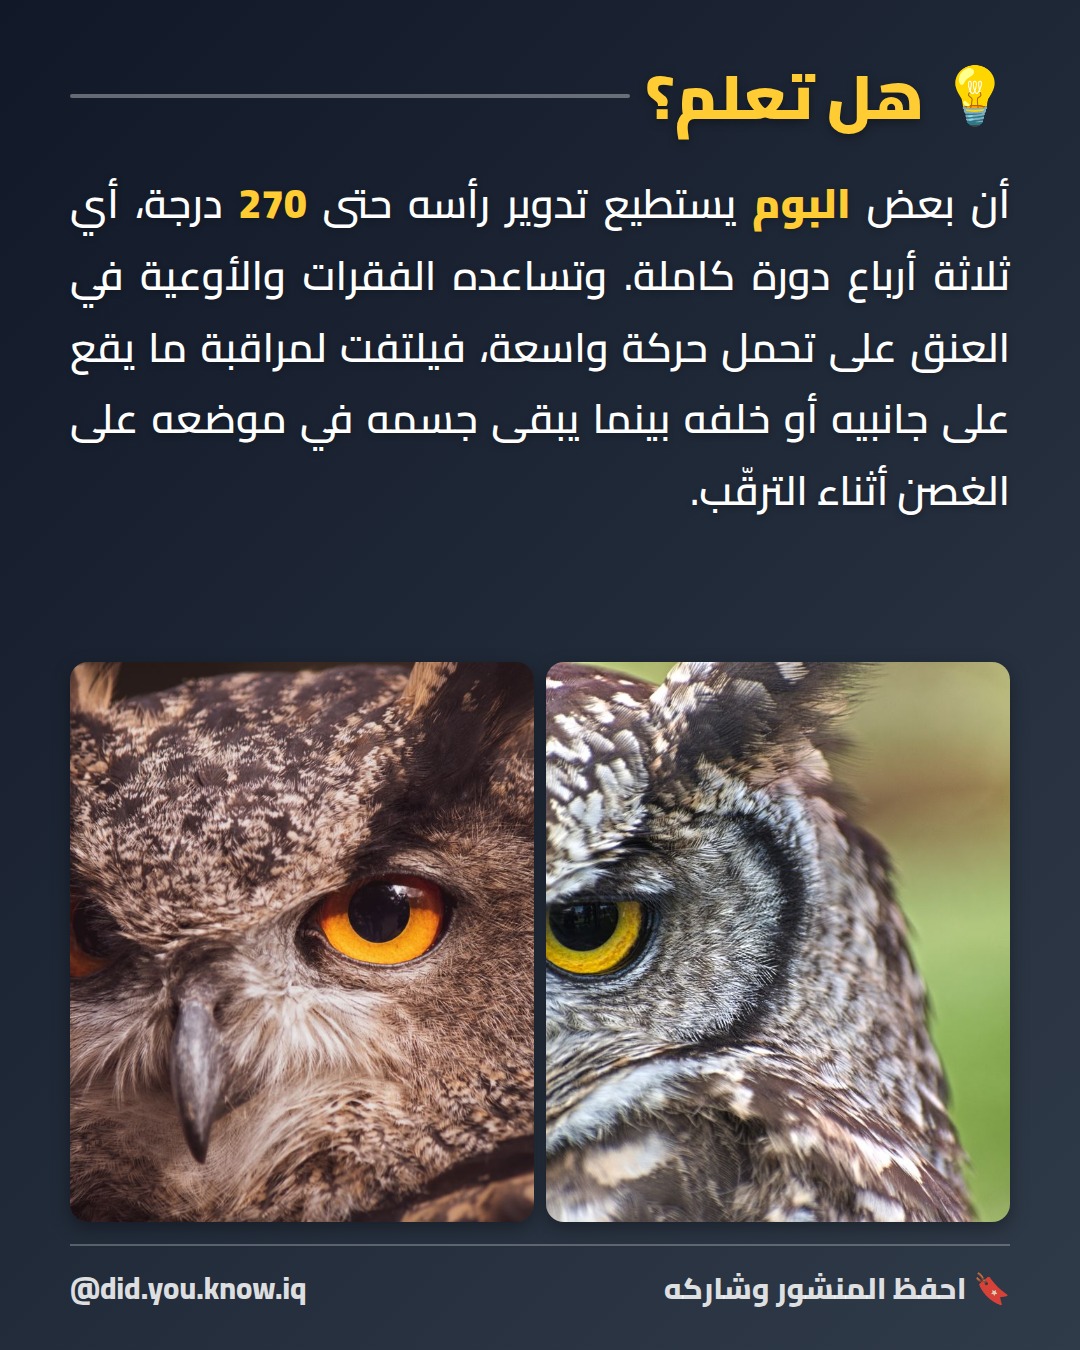 هل تعلم؟
أن بعض البوم يستطيع تدوير رأسه حتى 270 درجة، أي
ثلاثة أرباع دورة كاملة. وتساعده الفقرات والأوعية في
العنق على تحمل حركة واسعة، فيلتفت لمراقبة ما يقع
على جانبيه أو خلفه بينما يبقى جسمه في موضعه على
الغصن أثناء الترقّب.
احفظ المنشور وشاركه
@did.you.know.iq